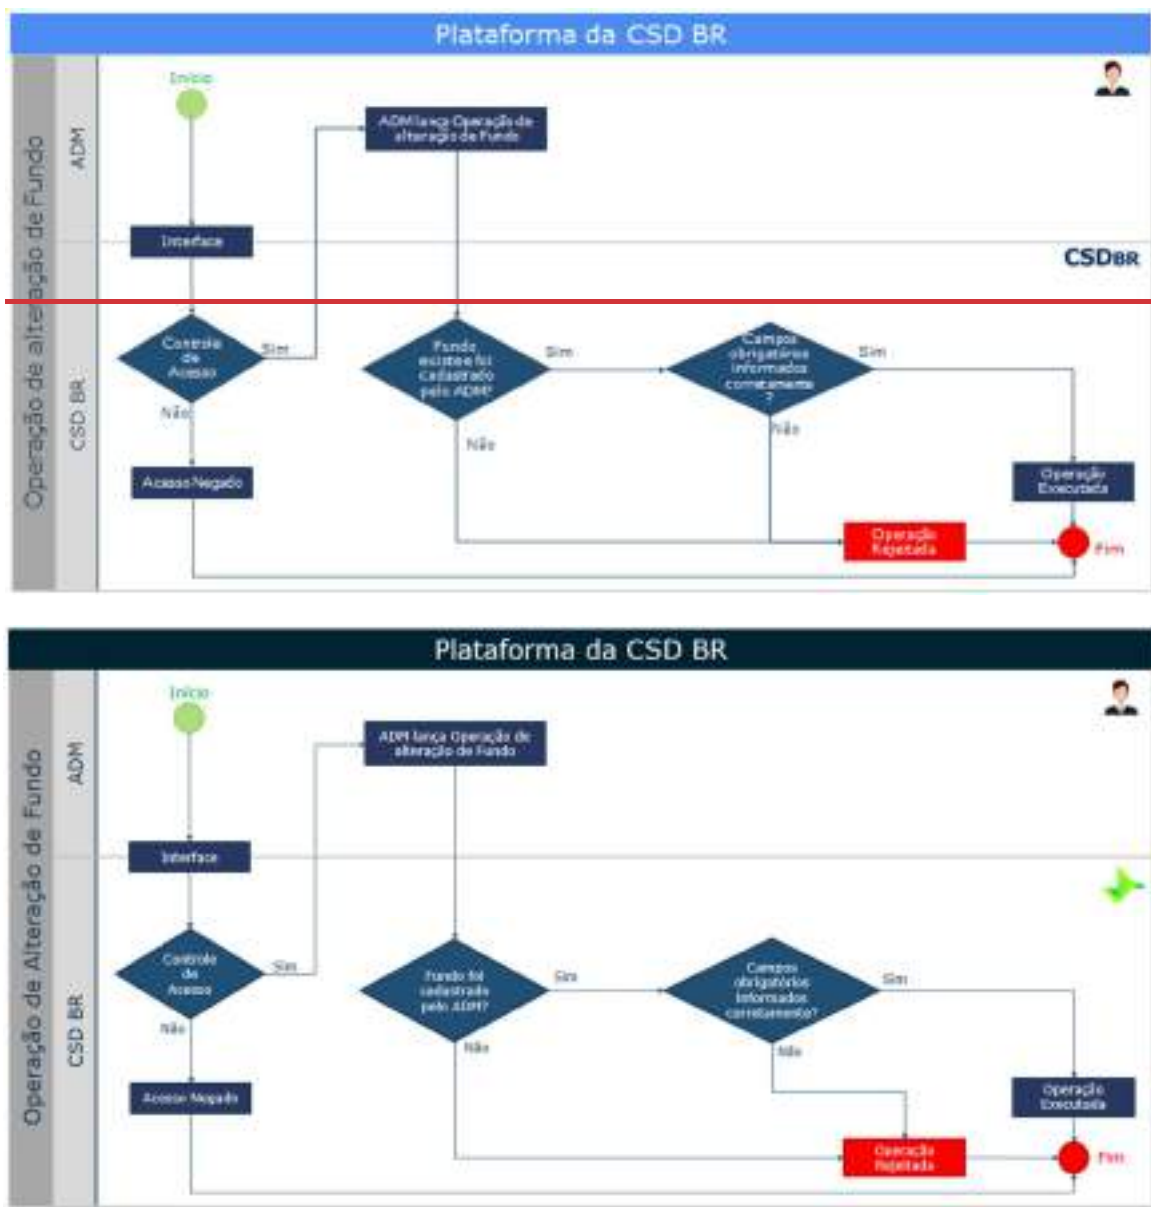 Plataforma da CSD BR
Operação de alteração de Fundo
ADM
CSD BR
Início
ADM lança Operação de
alteração de Fundo
Interface
CSDBR
Controle
de
Acesso
Sim
Não
Fundo
existe e foi
cadastrado
pelo ADM?
Sim
Não
Campos
obrigatórios
informados
corretamente
?
Sim
Não
Acesso Negado
Operação
Executada
Operação
Rejeitada
Fim
Plataforma da CSD BR
Operação de Alteração de Fundo
ADM
CSD BR
Início
ADM lança Operação de
alteração de Fundo
Interface
Controle
de
Acesso
Sim
Não
Fundo foi
cadastrado
pelo ADM?
Sim
Não
Campos
obrigatórios
informados
corretamente?
Sim
Não
Acesso Negado
Operação
Executada
Operação
Rejeitada
Fim